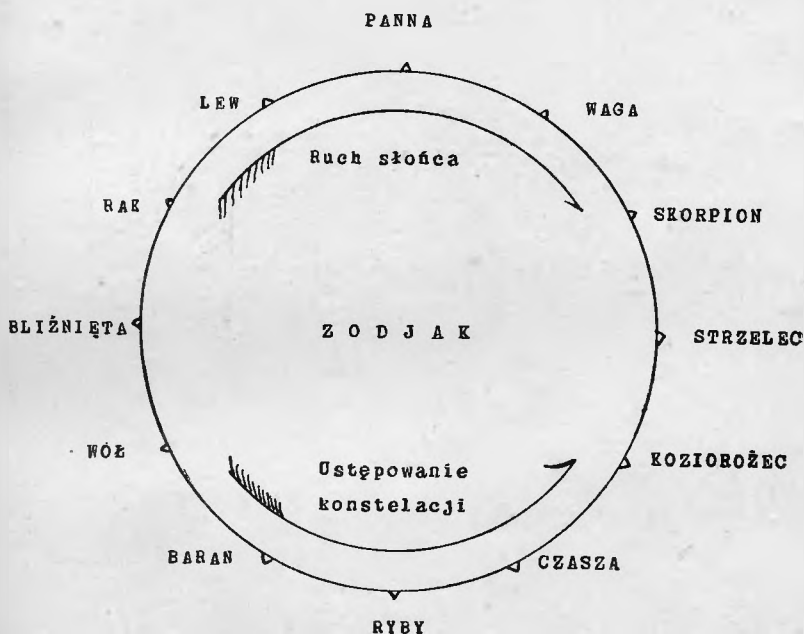 PANNA
LEW
WAGA
Ruch słońca
RAK
SKORPION
BLIŹNIĘTA
Z O D J A K
STRZELEC
WÓŁ
Ustępowanie
konstelacji
KOZIOROŻEC
BARAN
CZASZA
RYBY